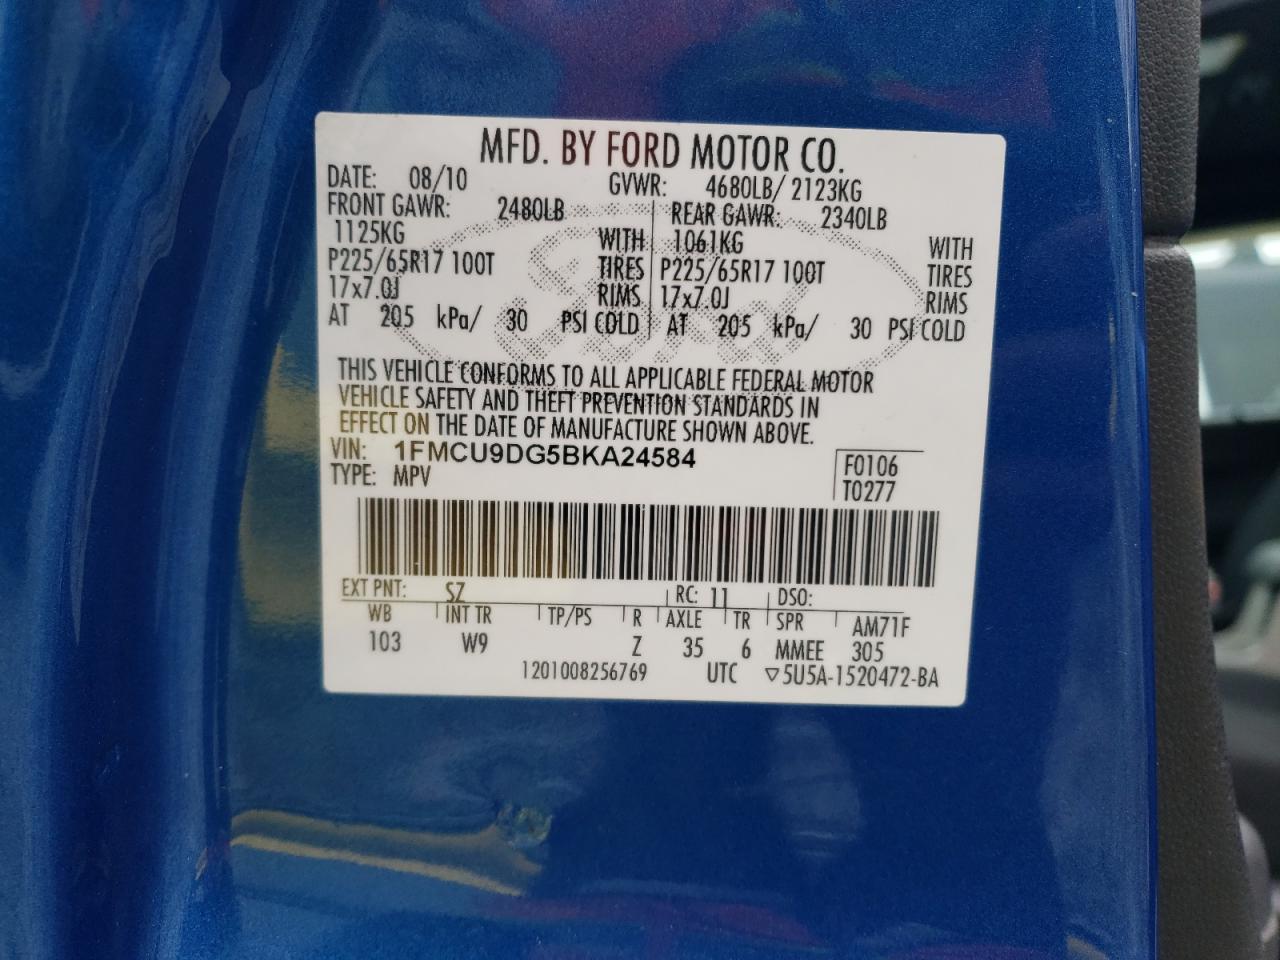 MFD. BY FORD MOTOR CO.
DATE: 08/10 GVWR: 4680LB/ 2123KG
FRONT GAWR: 2480LB REAR GAWR: 2340LB
1125KG WITH 1061KG WITH
P225/65R17 100T TIRES P225/65R17 100T TIRES
17x7.0J RIMS 17x7.0J RIMS
AT 205 kPa/ 30 PSI COLD AT 205 kPa/ 30 PSI COLD
THIS VEHICLE CONFORMS TO ALL APPLICABLE FEDERAL MOTOR
VEHICLE SAFETY AND THEFT PREVENTION STANDARDS IN
EFFECT ON THE DATE OF MANUFACTURE SHOWN ABOVE.
VIN: 1FMCU9DG5BKA24584 F0106
TYPE: MPV T0277
EXT PNT: SZ RC: 11 DSO:
WB INT TR TP/PS R AXLE TR SPR AM71F
103 W9 Z 35 6 MMEE 305
1201008256769 UTC ▽5U5A-1520472-BA
Ford